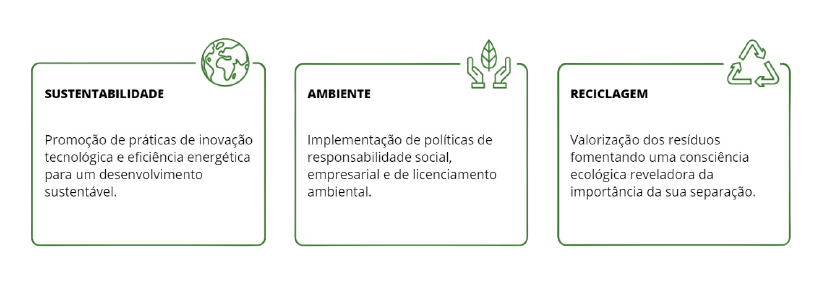 SUSTENTABILIDADE
Promoção de práticas de inovação
tecnológica e eficiência energética
para um desenvolvimento
sustentável.
AMBIENTE
Implementação de políticas de
responsabilidade social,
empresarial e de licenciamento
ambiental.
RECICLAGEM
Valorização dos resíduos
fomentando uma consciência
ecológica reveladora da
importância da sua separação.